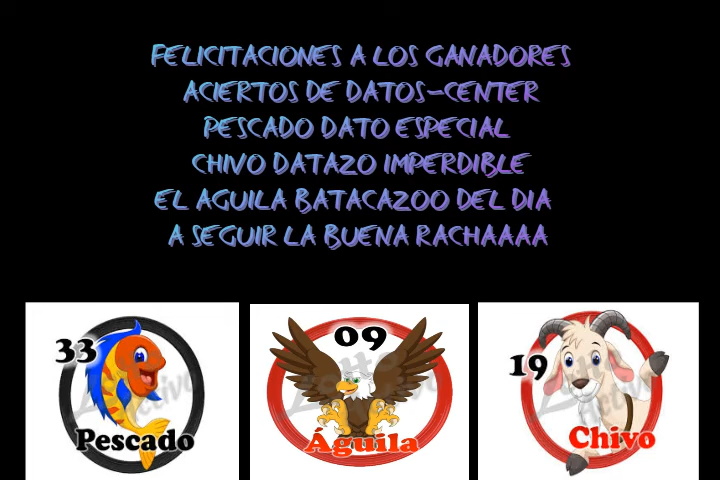 FELICITACIONES A LOS GANADORES
ACIERTOS DE DATOS-CENTER
PESCADO DATO ESPECIAL
CHIVO DATAZO IMPERDIBLE
EL AGUILA BATACAZOO DEL DIA
A SEGUIR LA BUENA RACHAAAA
33
Pescado
09
Águila
19
Chivo